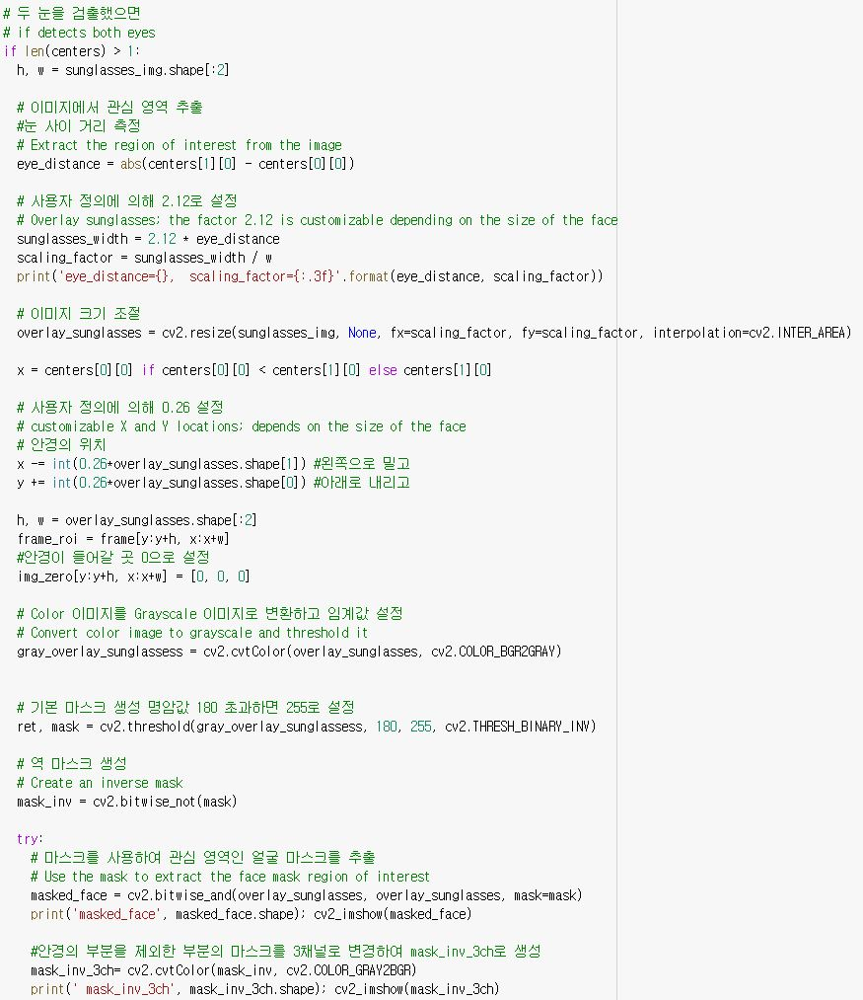 # 두 눈을 검출했으면
# if detects both eyes
if len(centers) > 1:
  h, w = sunglasses_img.shape[:2]

  # 이미지에서 관심 영역 추출
  #눈 사이 거리 측정
  # Extract the region of interest from the image
  eye_distance = abs(centers[1][0] - centers[0][0])

  # 사용자 정의에 의해 2.12로 설정
  # Overlay sunglasses; the factor 2.12 is customizable depending on the size of the face
  sunglasses_width = 2.12 * eye_distance
  scaling_factor = sunglasses_width / w
  print('eye_distance={},  scaling_factor={:.3f}'.format(eye_distance, scaling_factor))

  # 이미지 크기 조절
  overlay_sunglasses = cv2.resize(sunglasses_img, None, fx=scaling_factor, fy=scaling_factor, interpolation=cv2.INTER_AREA)

  x = centers[0][0] if centers[0][0] < centers[1][0] else centers[1][0]

  # 사용자 정의에 의해 0.26 설정
  # customizable X and Y locations; depends on the size of the face
  # 안경의 위치
  x -= int(0.26*overlay_sunglasses.shape[1]) #왼쪽으로 밀고
  y += int(0.26*overlay_sunglasses.shape[0]) #아래로 내리고

  h, w = overlay_sunglasses.shape[:2]
  frame_roi = frame[y:y+h, x:x+w]
  #안경이 들어갈 곳 0으로 설정
  img_zero[y:y+h, x:x+w] = [0, 0, 0]

  # Color 이미지를 Grayscale 이미지로 변환하고 임계값 설정
  # Convert color image to grayscale and threshold it
  gray_overlay_sunglassess = cv2.cvtColor(overlay_sunglasses, cv2.COLOR_BGR2GRAY)

  # 기본 마스크 생성 명암값 180 초과하면 255로 설정
  ret, mask = cv2.threshold(gray_overlay_sunglassess, 180, 255, cv2.THRESH_BINARY_INV)

  # 역 마스크 생성
  # Create an inverse mask
  mask_inv = cv2.bitwise_not(mask)

  try:
    # 마스크를 사용하여 관심 영역인 얼굴 마스크를 추출
    # Use the mask to extract the face mask region of interest
    masked_face = cv2.bitwise_and(overlay_sunglasses, overlay_sunglasses, mask=mask)
    print('masked_face', masked_face.shape); cv2_imshow(masked_face)

    #안경의 부분을 제외한 부분의 마스크를 3채널로 변경하여 mask_inv_3ch로 생성
    mask_inv_3ch= cv2.cvtColor(mask_inv, cv2.COLOR_GRAY2BGR)
    print(' mask_inv_3ch', mask_inv_3ch.shape); cv2_imshow(mask_inv_3ch)